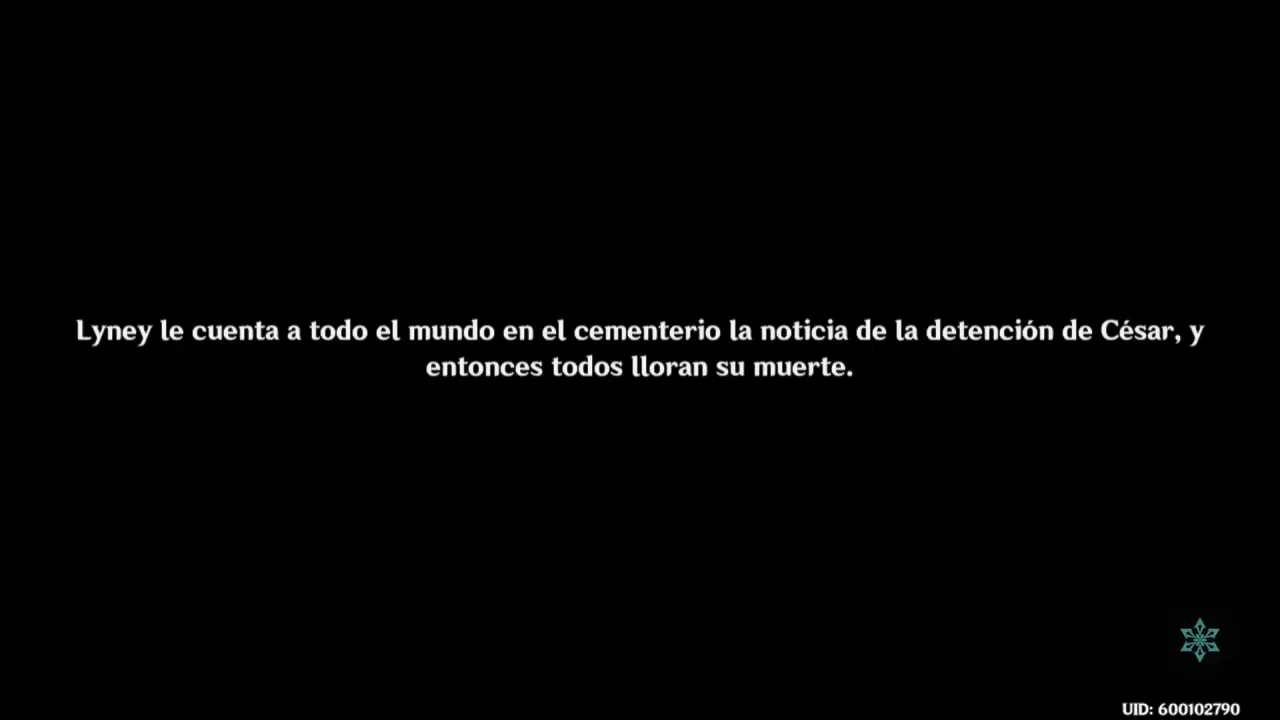 Lyney le cuenta a todo el mundo en el cementerio la noticia de la detención de César, y
entonces todos lloran su muerte.
UID: 600102790